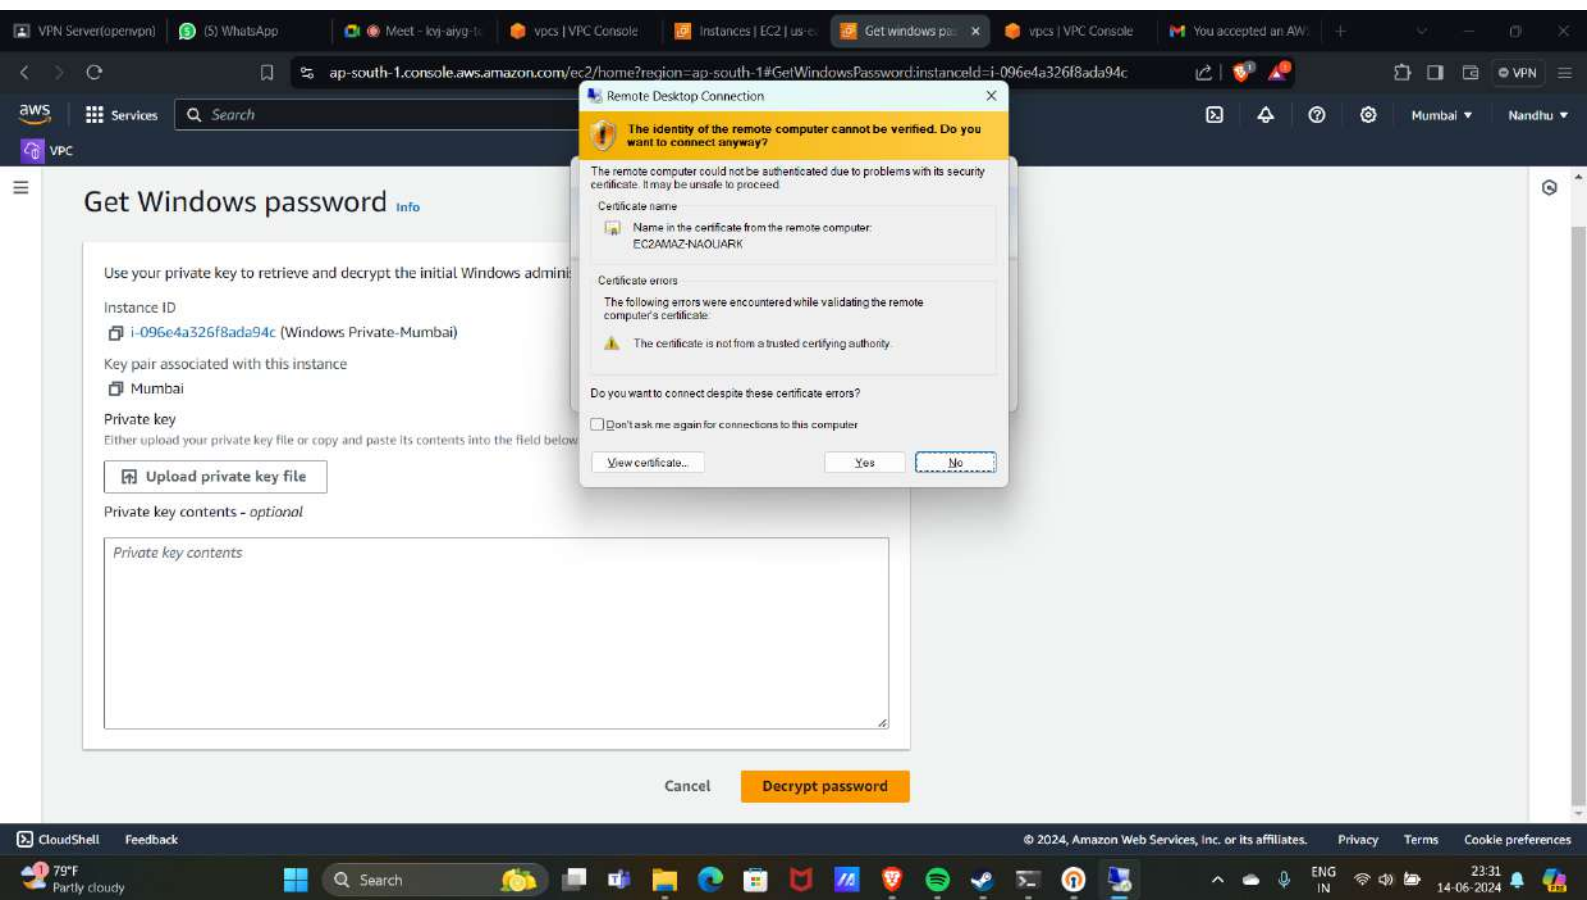 VPN Server(openvpn)
(5) WhatsApp
Meet - kvj-aiyg-t
vpcs | VPC Console
Instances | EC2 | us-e
Get windows pa
vpcs | VPC Console
You accepted an AW
ap-south-1.console.aws.amazon.com/ec2/home?region=ap-south-1#GetWindowsPassword:instanceId=i-096e4a326f8ada94c
VPN
aws
Services
Search
Mumbai
Nandhu
VPC
Remote Desktop Connection
The identity of the remote computer cannot be verified. Do you
want to connect anyway?
The remote computer could not be authenticated due to problems with its security
certificate. It may be unsafe to proceed.
Certificate name
Name in the certificate from the remote computer:
EC2AMAZ-NAOUARK
Certificate errors
The following errors were encountered while validating the remote
computer's certificate:
The certificate is not from a trusted certifying authority.
Do you want to connect despite these certificate errors?
Don't ask me again for connections to this computer
View certificate...
Yes
No
Get Windows password
Info
Use your private key to retrieve and decrypt the initial Windows admini
Instance ID
i-096e4a326f8ada94c (Windows Private-Mumbai)
Key pair associated with this instance
Mumbai
Private key
Either upload your private key file or copy and paste its contents into the field below
Upload private key file
Private key contents - optional
Private key contents
Cancel
Decrypt password
CloudShell
Feedback
© 2024, Amazon Web Services, Inc. or its affiliates.
Privacy
Terms
Cookie preferences
79°F
Partly cloudy
Search
ENG
IN
23:31
14-06-2024